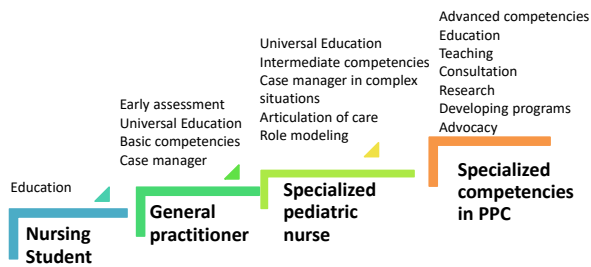 Education
Nursing
Student
Early assessment
Universal Education
Basic competencies
Case manager
General
practitioner
Universal Education
Intermediate competencies
Case manager in complex
situations
Articulation of care
Role modeling
Specialized
pediatric
nurse
Advanced competencies
Education
Teaching
Consultation
Research
Developing programs
Advocacy
Specialized
competencies
in PPC